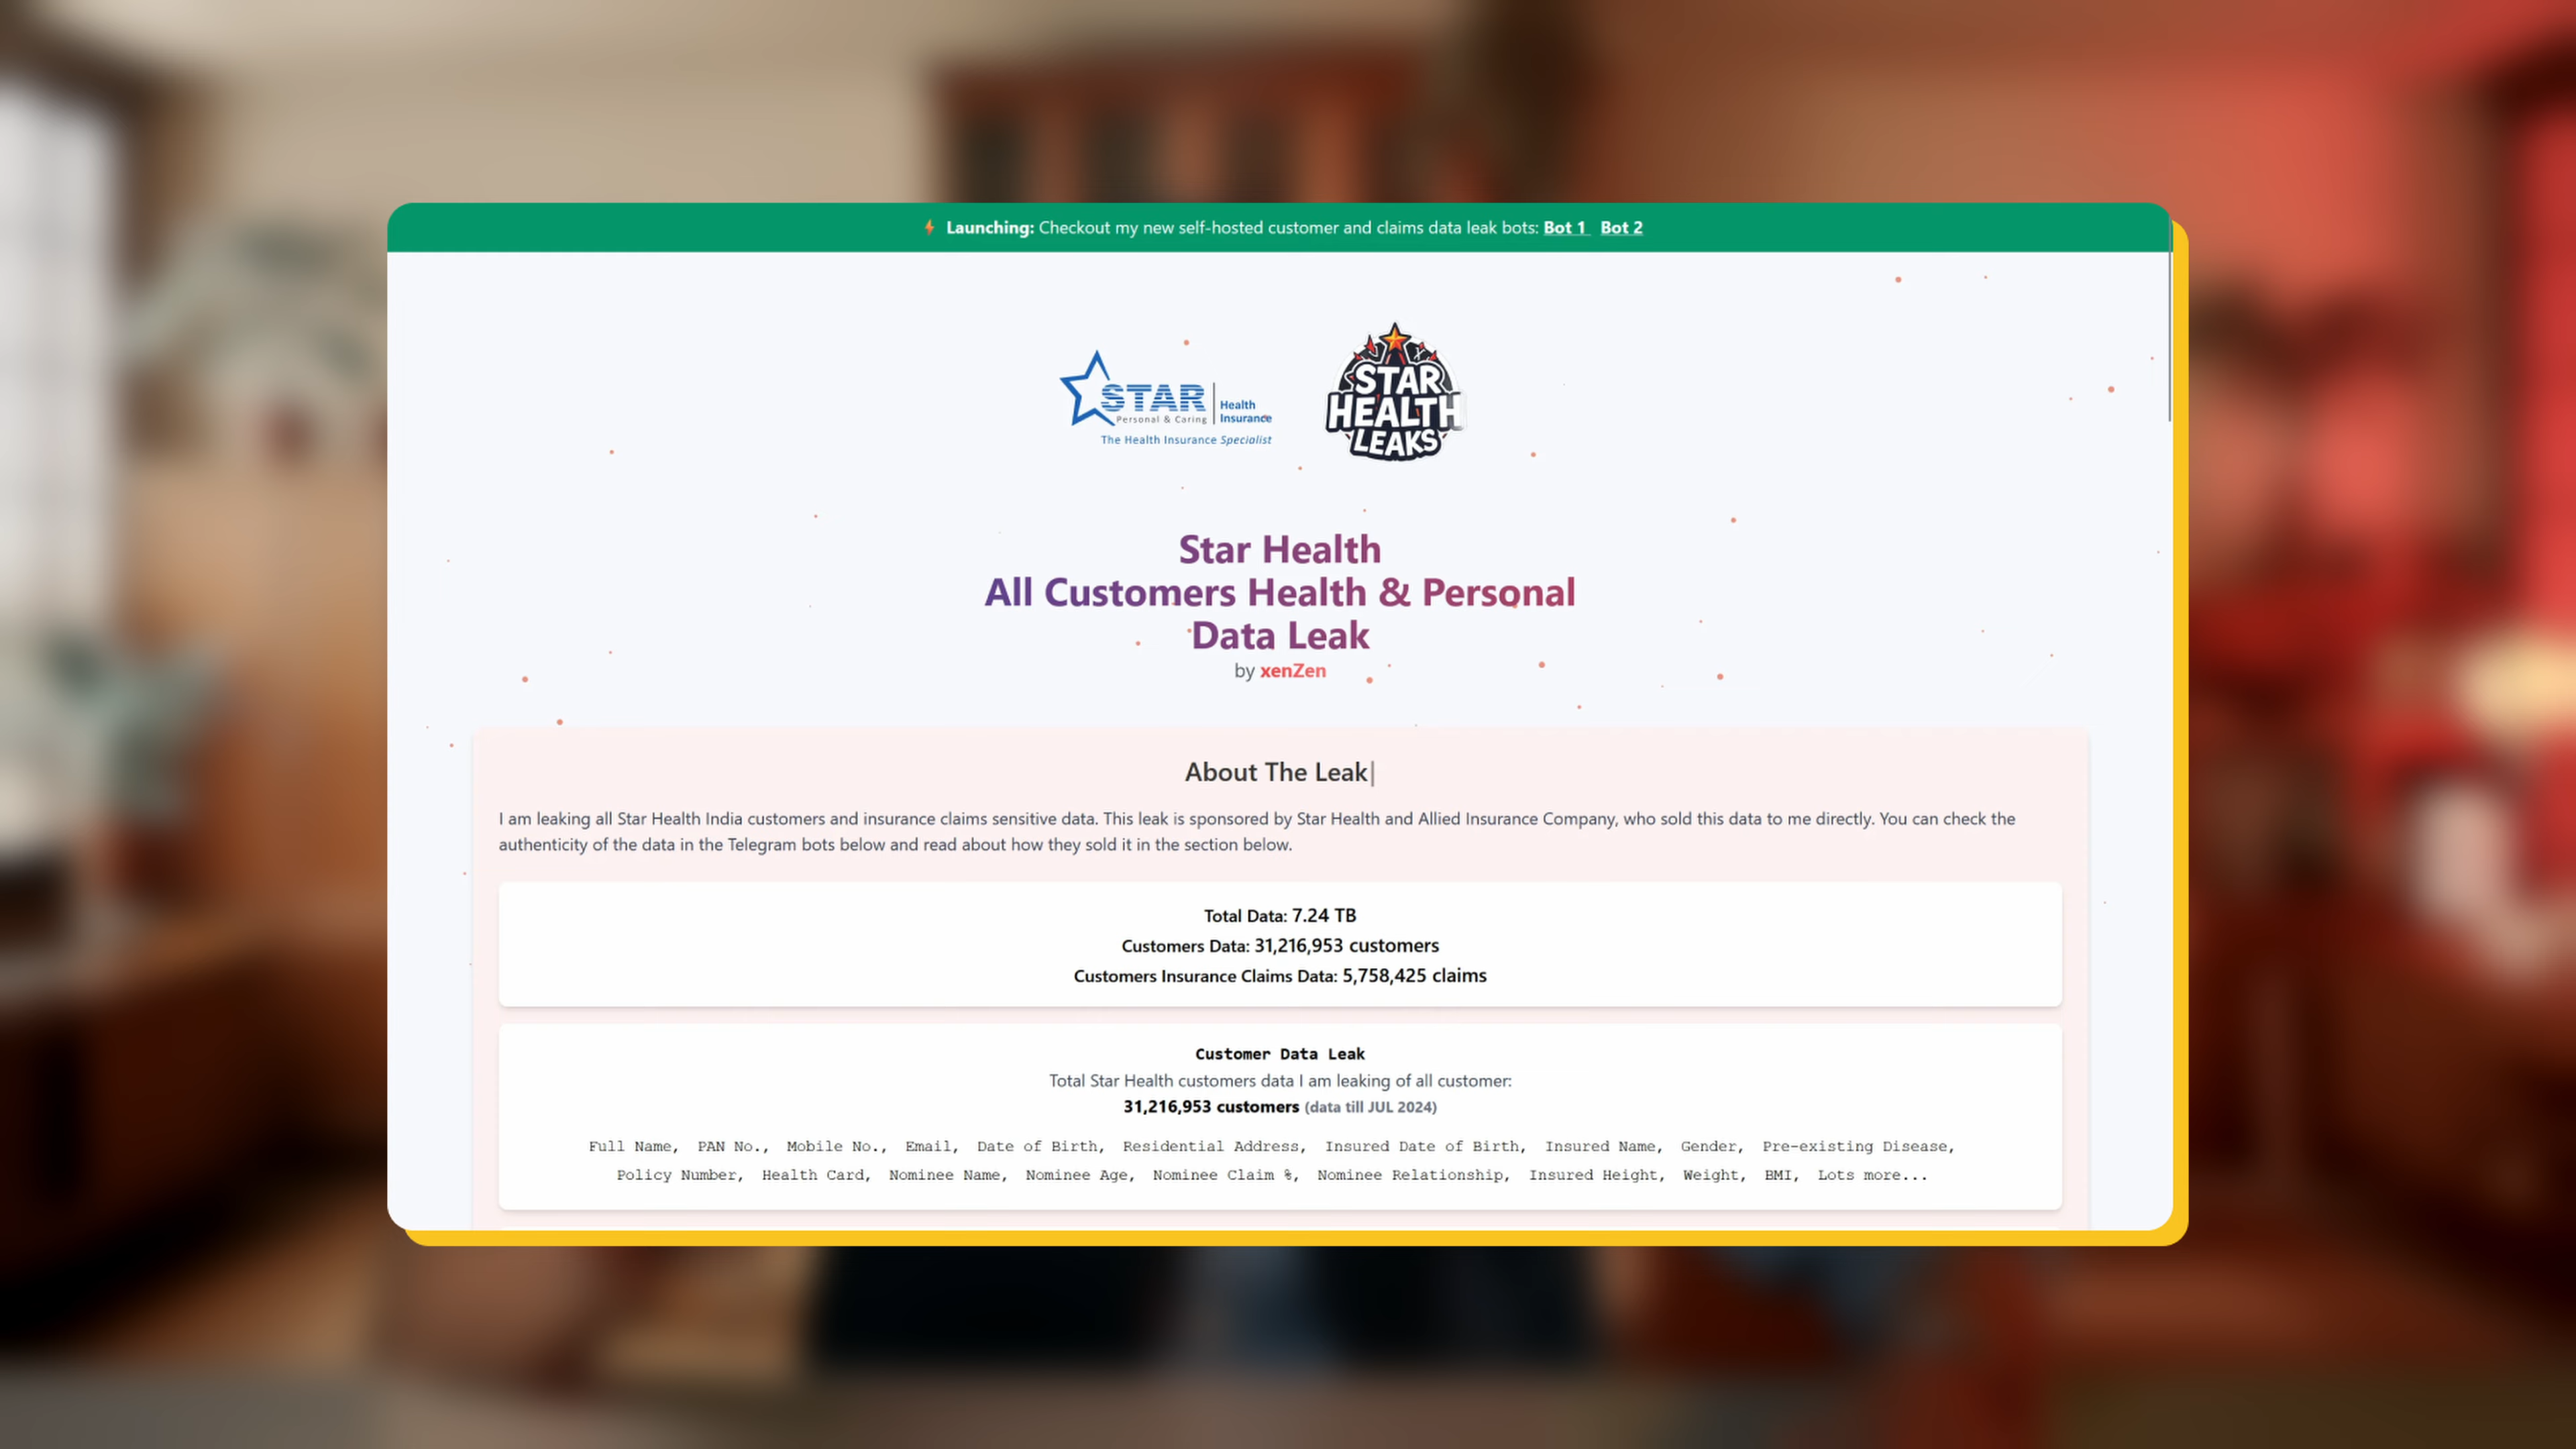 Launching: Checkout my new self-hosted customer and claims data leak bots: Bot 1 Bot 2
STAR Health
Personal & Caring Insurance
The Health Insurance Specialist
STAR
HEALTH
LEAKS
Star Health
All Customers Health & Personal
Data Leak
by xenZen
About The Leak
I am leaking all Star Health India customers and insurance claims sensitive data. This leak is sponsored by Star Health and Allied Insurance Company, who sold this data to me directly. You can check the
authenticity of the data in the Telegram bots below and read about how they sold it in the section below.
Total Data: 7.24 TB
Customers Data: 31,216,953 customers
Customers Insurance Claims Data: 5,758,425 claims
Customer Data Leak
Total Star Health customers data I am leaking of all customer:
31,216,953 customers (data till JUL 2024)
Full Name, PAN No., Mobile No., Email, Date of Birth, Residential Address, Insured Date of Birth, Insured Name, Gender, Pre-existing Disease,
Policy Number, Health Card, Nominee Name, Nominee Age, Nominee Claim %, Nominee Relationship, Insured Height, Weight, BMI, Lots more...